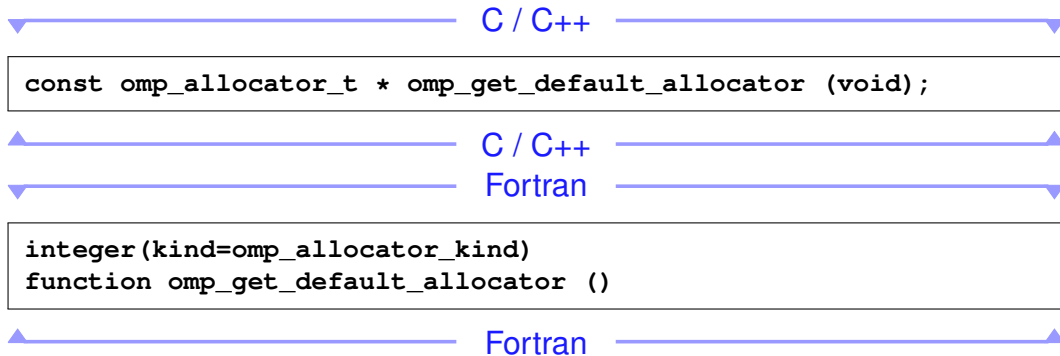 C / C++
const omp_allocator_t * omp_get_default_allocator (void);
C / C++
Fortran
integer(kind=omp_allocator_kind)
function omp_get_default_allocator ()
Fortran